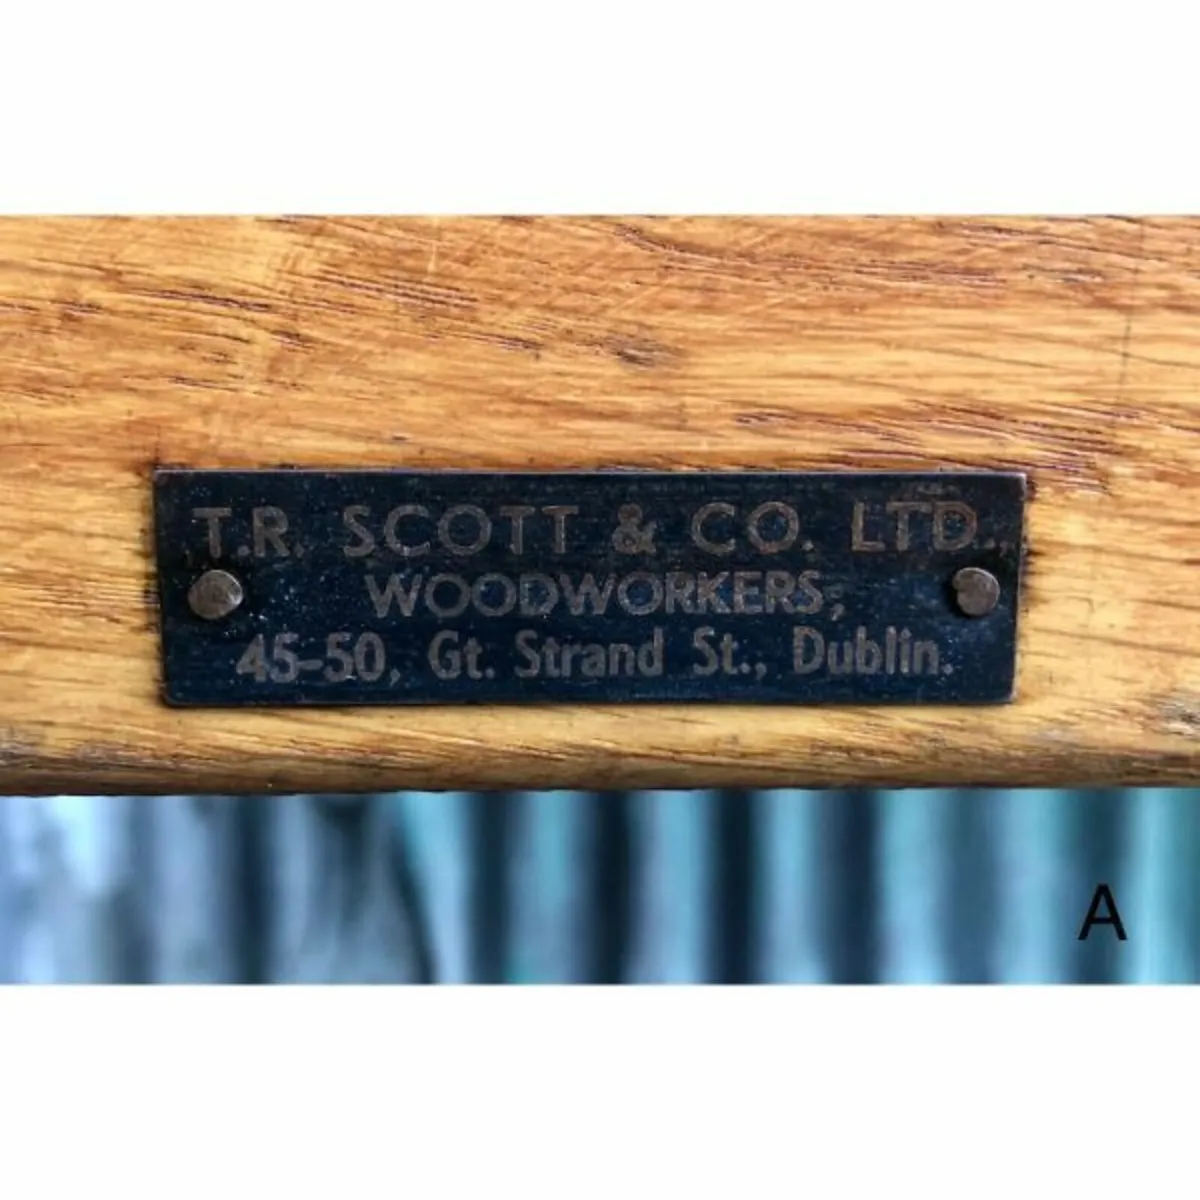 T.R. SCOTT & CO. LTD.,
WOODWORKERS,
45-50, Gt. Strand St., Dublin.
A